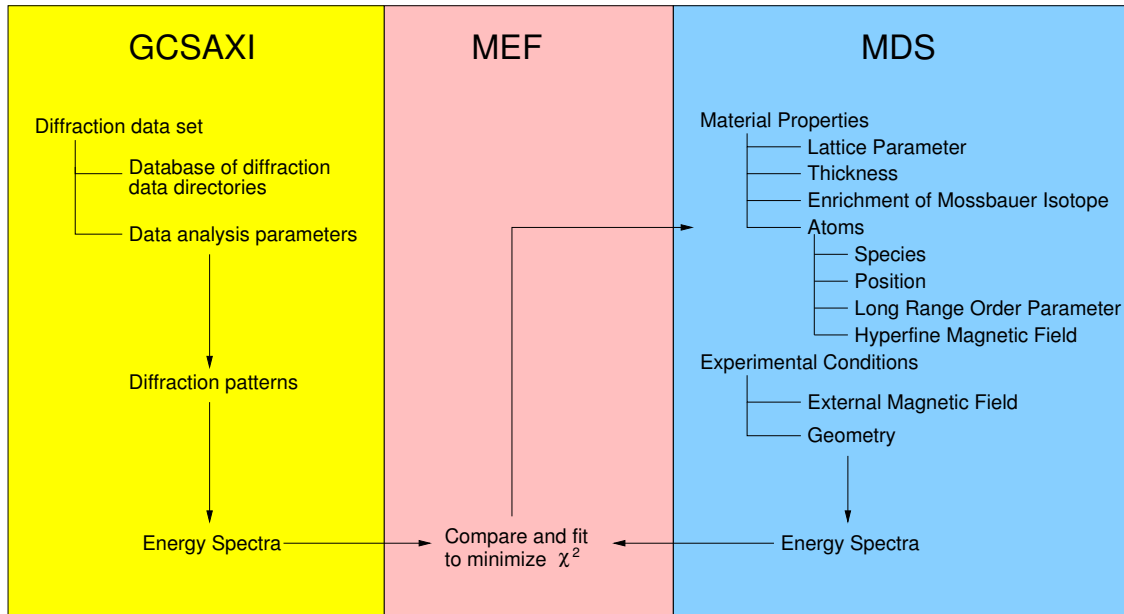 GCSAXI
Diffraction data set
Database of diffraction
data directories
Data analysis parameters
Diffraction patterns
Energy Spectra
MEF
Compare and fit
to minimize χ²
MDS
Material Properties
Lattice Parameter
Thickness
Enrichment of Mossbauer Isotope
Atoms
Species
Position
Long Range Order Parameter
Hyperfine Magnetic Field
Experimental Conditions
External Magnetic Field
Geometry
Energy Spectra